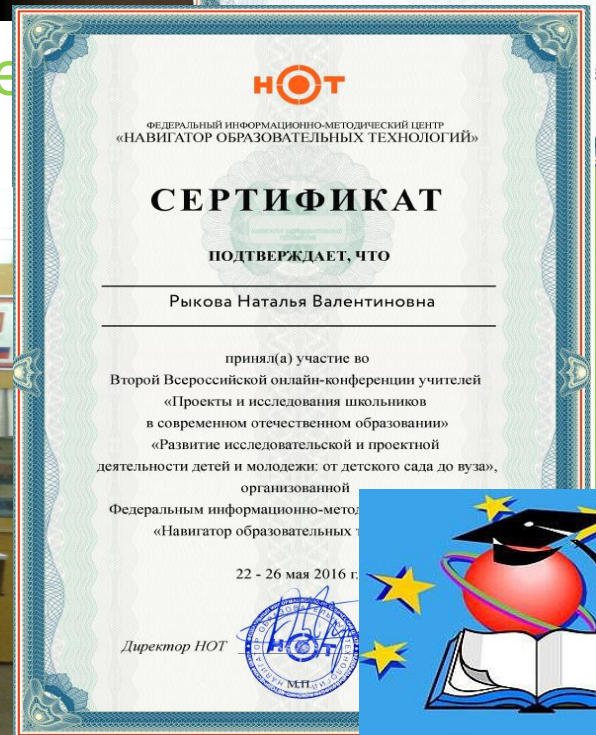 НОТ
ФЕДЕРАЛЬНЫЙ ИНФОРМАЦИОННО-МЕТОДИЧЕСКИЙ ЦЕНТР
«НАВИГАТОР ОБРАЗОВАТЕЛЬНЫХ ТЕХНОЛОГИЙ»
СЕРТИФИКАТ
ПОДТВЕРЖДАЕТ, ЧТО
Рыкова Наталья Валентиновна
принял(а) участие во
Второй Всероссийской онлайн-конференции учителей
«Проекты и исследования школьников
в современном отечественном образовании»
«Развитие исследовательской и проектной
деятельности детей и молодежи: от детского сада до вуза»,
организованной
Федеральным информационно-метод
«Навигатор образовательных
22 - 26 мая 2016 г.
Директор НОТ
НОТ
М.П.